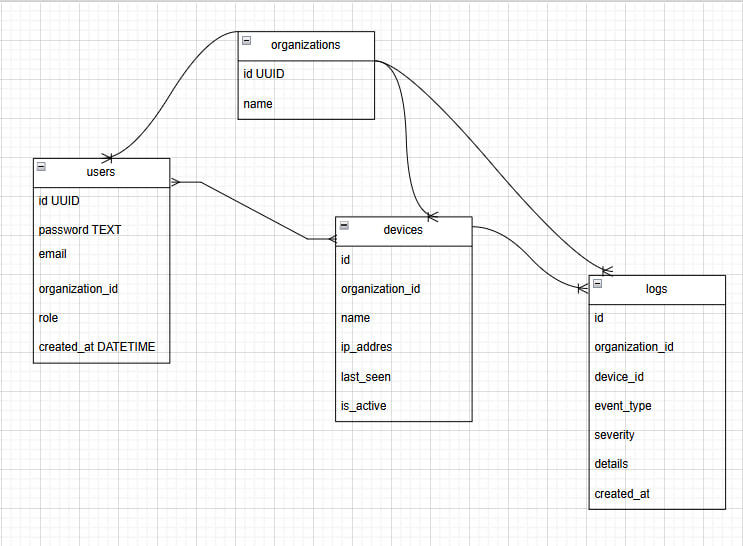 organizations
id UUID
name
users
id UUID
password TEXT
email
organization_id
role
created_at DATETIME
devices
id
organization_id
name
ip_addres
last_seen
is_active
logs
id
organization_id
device_id
event_type
severity
details
created_at